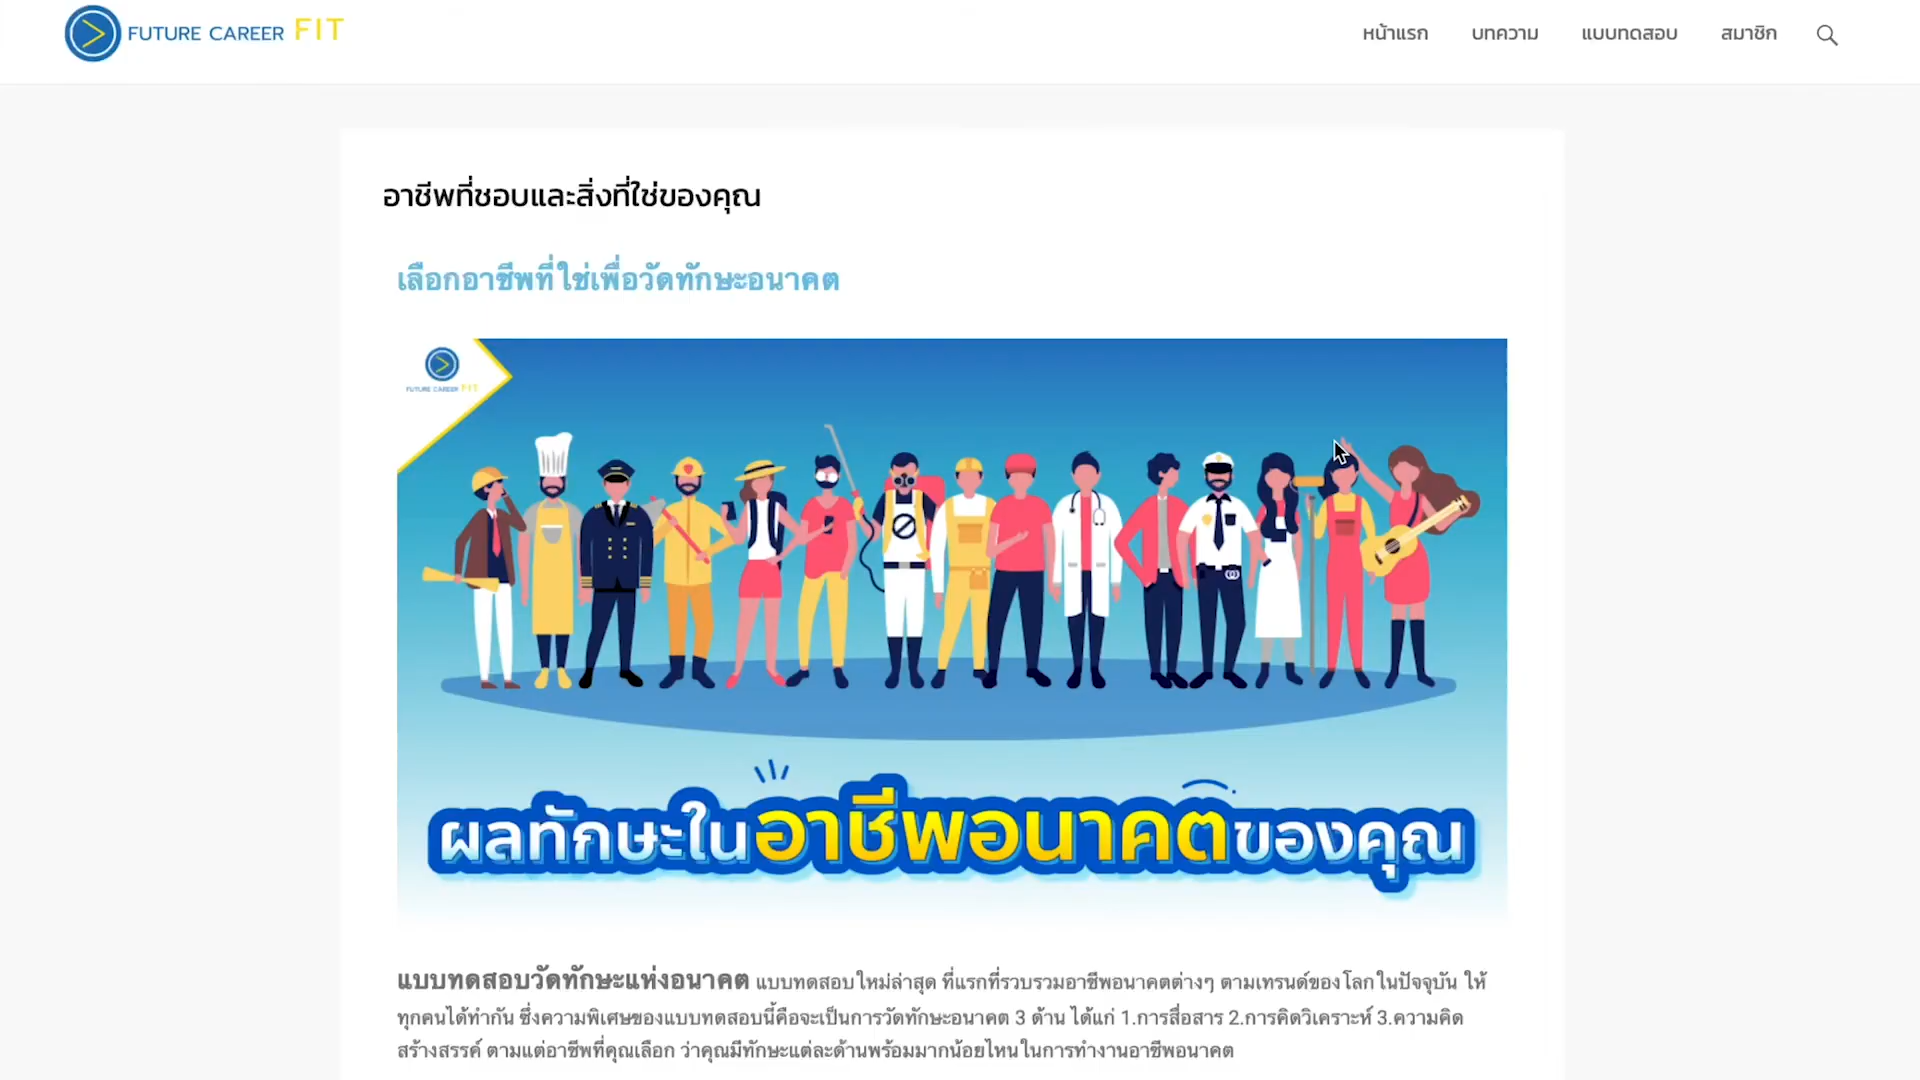 FUTURE CAREER FIT
หน้าแรก
บทความ
แบบทดสอบ
สมาชิก
อาชีพที่ชอบและสิ่งที่ใช่ของคุณ
เลือกอาชีพที่ใช่เพื่อวัดทักษะอนาคต
FUTURE CAREER FIT
ผลทักษะในอาชีพอนาคตของคุณ
แบบทดสอบวัดทักษะแห่งอนาคต แบบทดสอบใหม่ล่าสุด ที่แรกที่รวบรวมอาชีพอนาคตต่างๆ ตามเทรนด์ของโลกในปัจจุบัน ให้
ทุกคนได้ทำกัน ซึ่งความพิเศษของแบบทดสอบนี้คือจะเป็นการวัดทักษะอนาคต 3 ด้าน ได้แก่ 1.การสื่อสาร 2.การคิดวิเคราะห์ 3.ความคิด
สร้างสรรค์ ตามแต่อาชีพที่คุณเลือก ว่าคุณมีทักษะแต่ละด้านพร้อมมากน้อยไหนในการทำงานอาชีพอนาคต